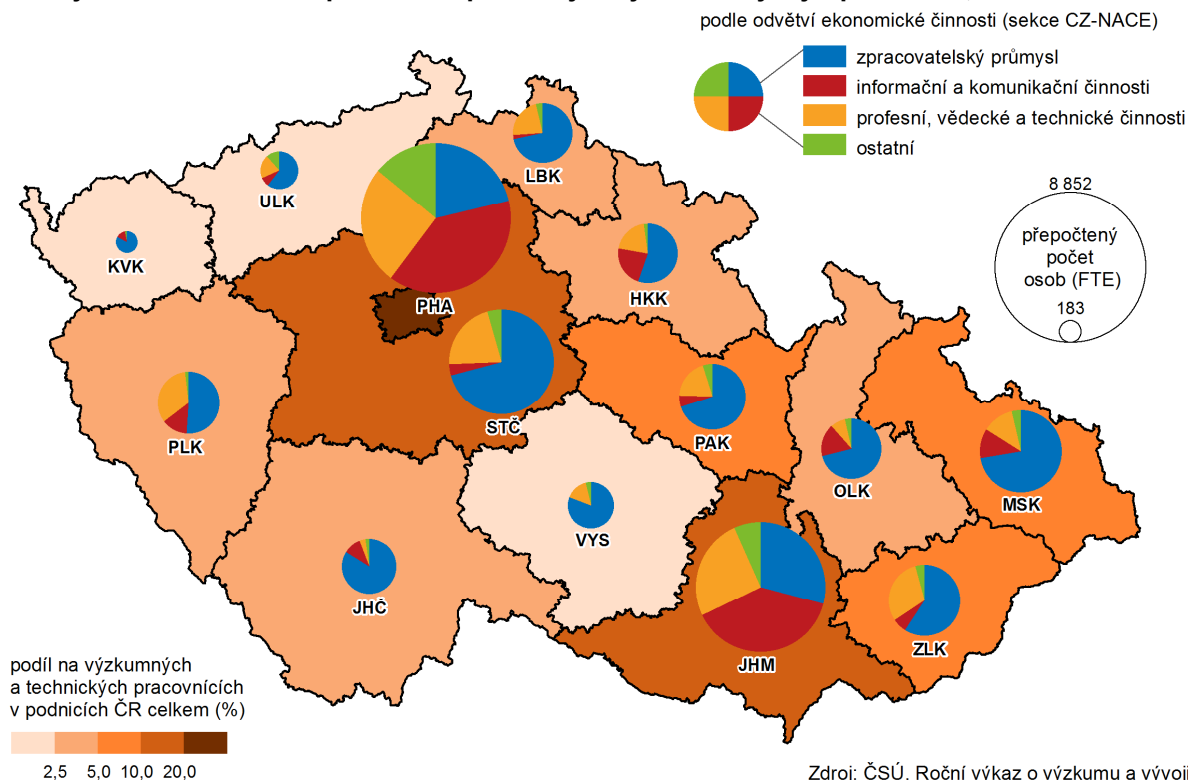 podle odvětví ekonomické činnosti (sekce CZ-NACE)
zpracovatelský průmysl
informační a komunikační činnosti
profesní, vědecké a technické činnosti
ostatní
8 852
přepočtený
počet
osob (FTE)
183
LBK
ULK
KVK
PHA
HKK
STČ
PLK
PAK
OLK
MSK
VYS
JHČ
ZLK
JHM
podíl na výzkumných
a technických pracovnících
v podnicích ČR celkem (%)
2,5 5,0 10,0 20,0
Zdroj: ČSÚ, Roční výkaz o výzkumu a vývoji